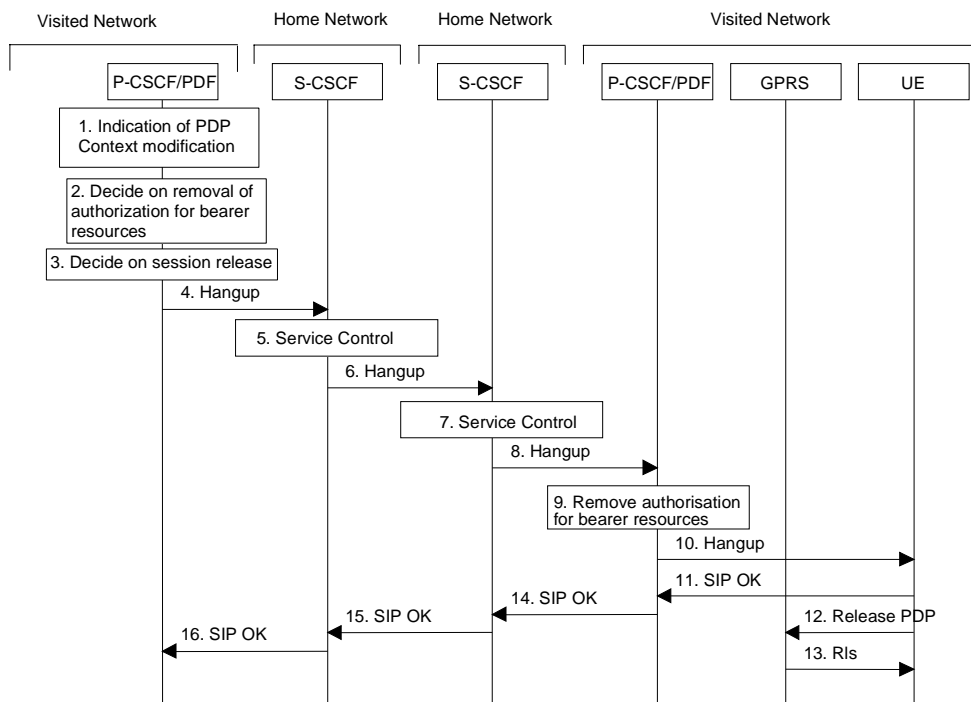 Visited Network
Home Network
Home Network
Visited Network
P-CSCF/PDF
S-CSCF
S-CSCF
P-CSCF/PDF
GPRS
UE
1. Indication of PDP
Context modification
2. Decide on removal of
authorization for bearer
resources
3. Decide on session release
4. Hangup
5. Service Control
6. Hangup
7. Service Control
8. Hangup
9. Remove authorisation
for bearer resources
10. Hangup
11. SIP OK
14. SIP OK
12. Release PDP
15. SIP OK
16. SIP OK
13. Rls